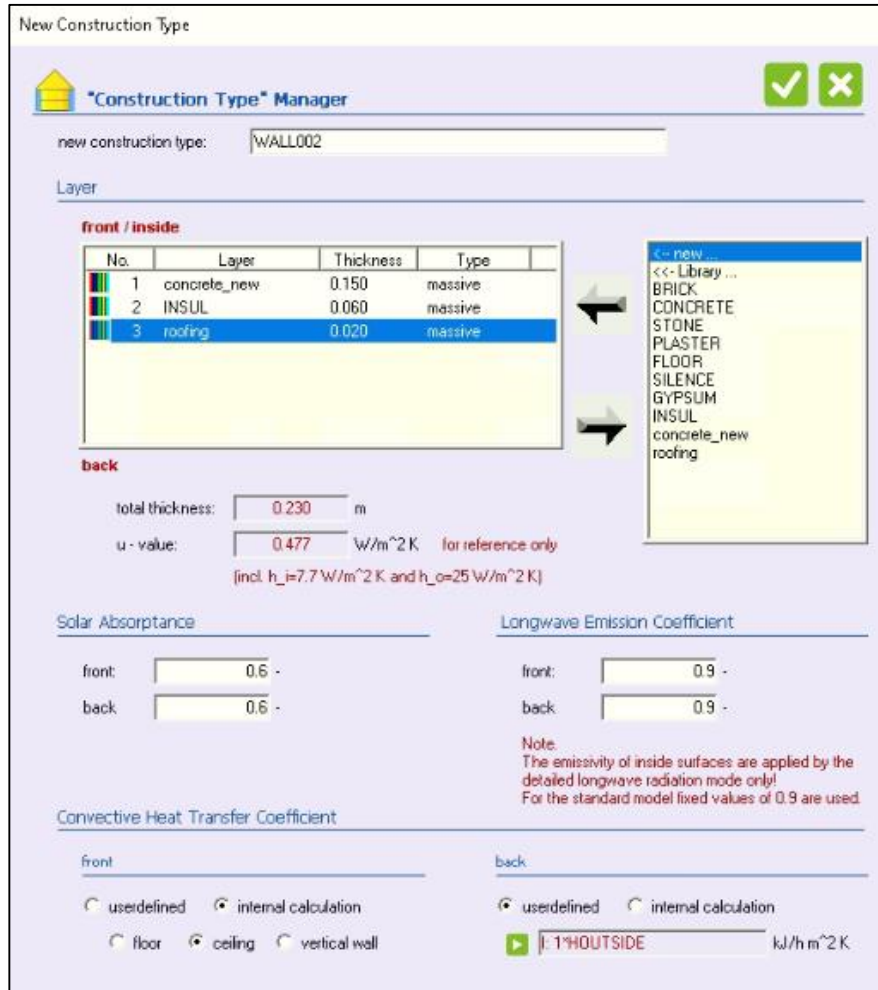 New Construction Type
"Construction Type" Manager
new construction type: WALL002
Layer
front / inside
No. Layer Thickness Type
1 concrete_new 0.150 massive
2 INSUL 0.060 massive
3 roofing 0.020 massive
<-- new ...
<<- Library ...
BRICK
CONCRETE
STONE
PLASTER
FLOOR
SILENCE
GYPSUM
INSUL
concrete_new
roofing
back
total thickness: 0.230 m
u - value: 0.477 W/m^2 K for reference only
(incl. h_i=7.7 W/m^2 K and h_o=25 W/m^2 K)
Solar Absorptance
front: 0.6 -
back 0.6 -
Longwave Emission Coefficient
front: 0.9 -
back 0.9 -
Note.
The emissivity of inside surfaces are applied by the
detailed longwave radiation mode only!
For the standard model fixed values of 0.9 are used.
Convective Heat Transfer Coefficient
front
userdefined internal calculation
floor ceiling vertical wall
back
userdefined internal calculation
I: 1*HOUTSIDE kJ/h m^2 K